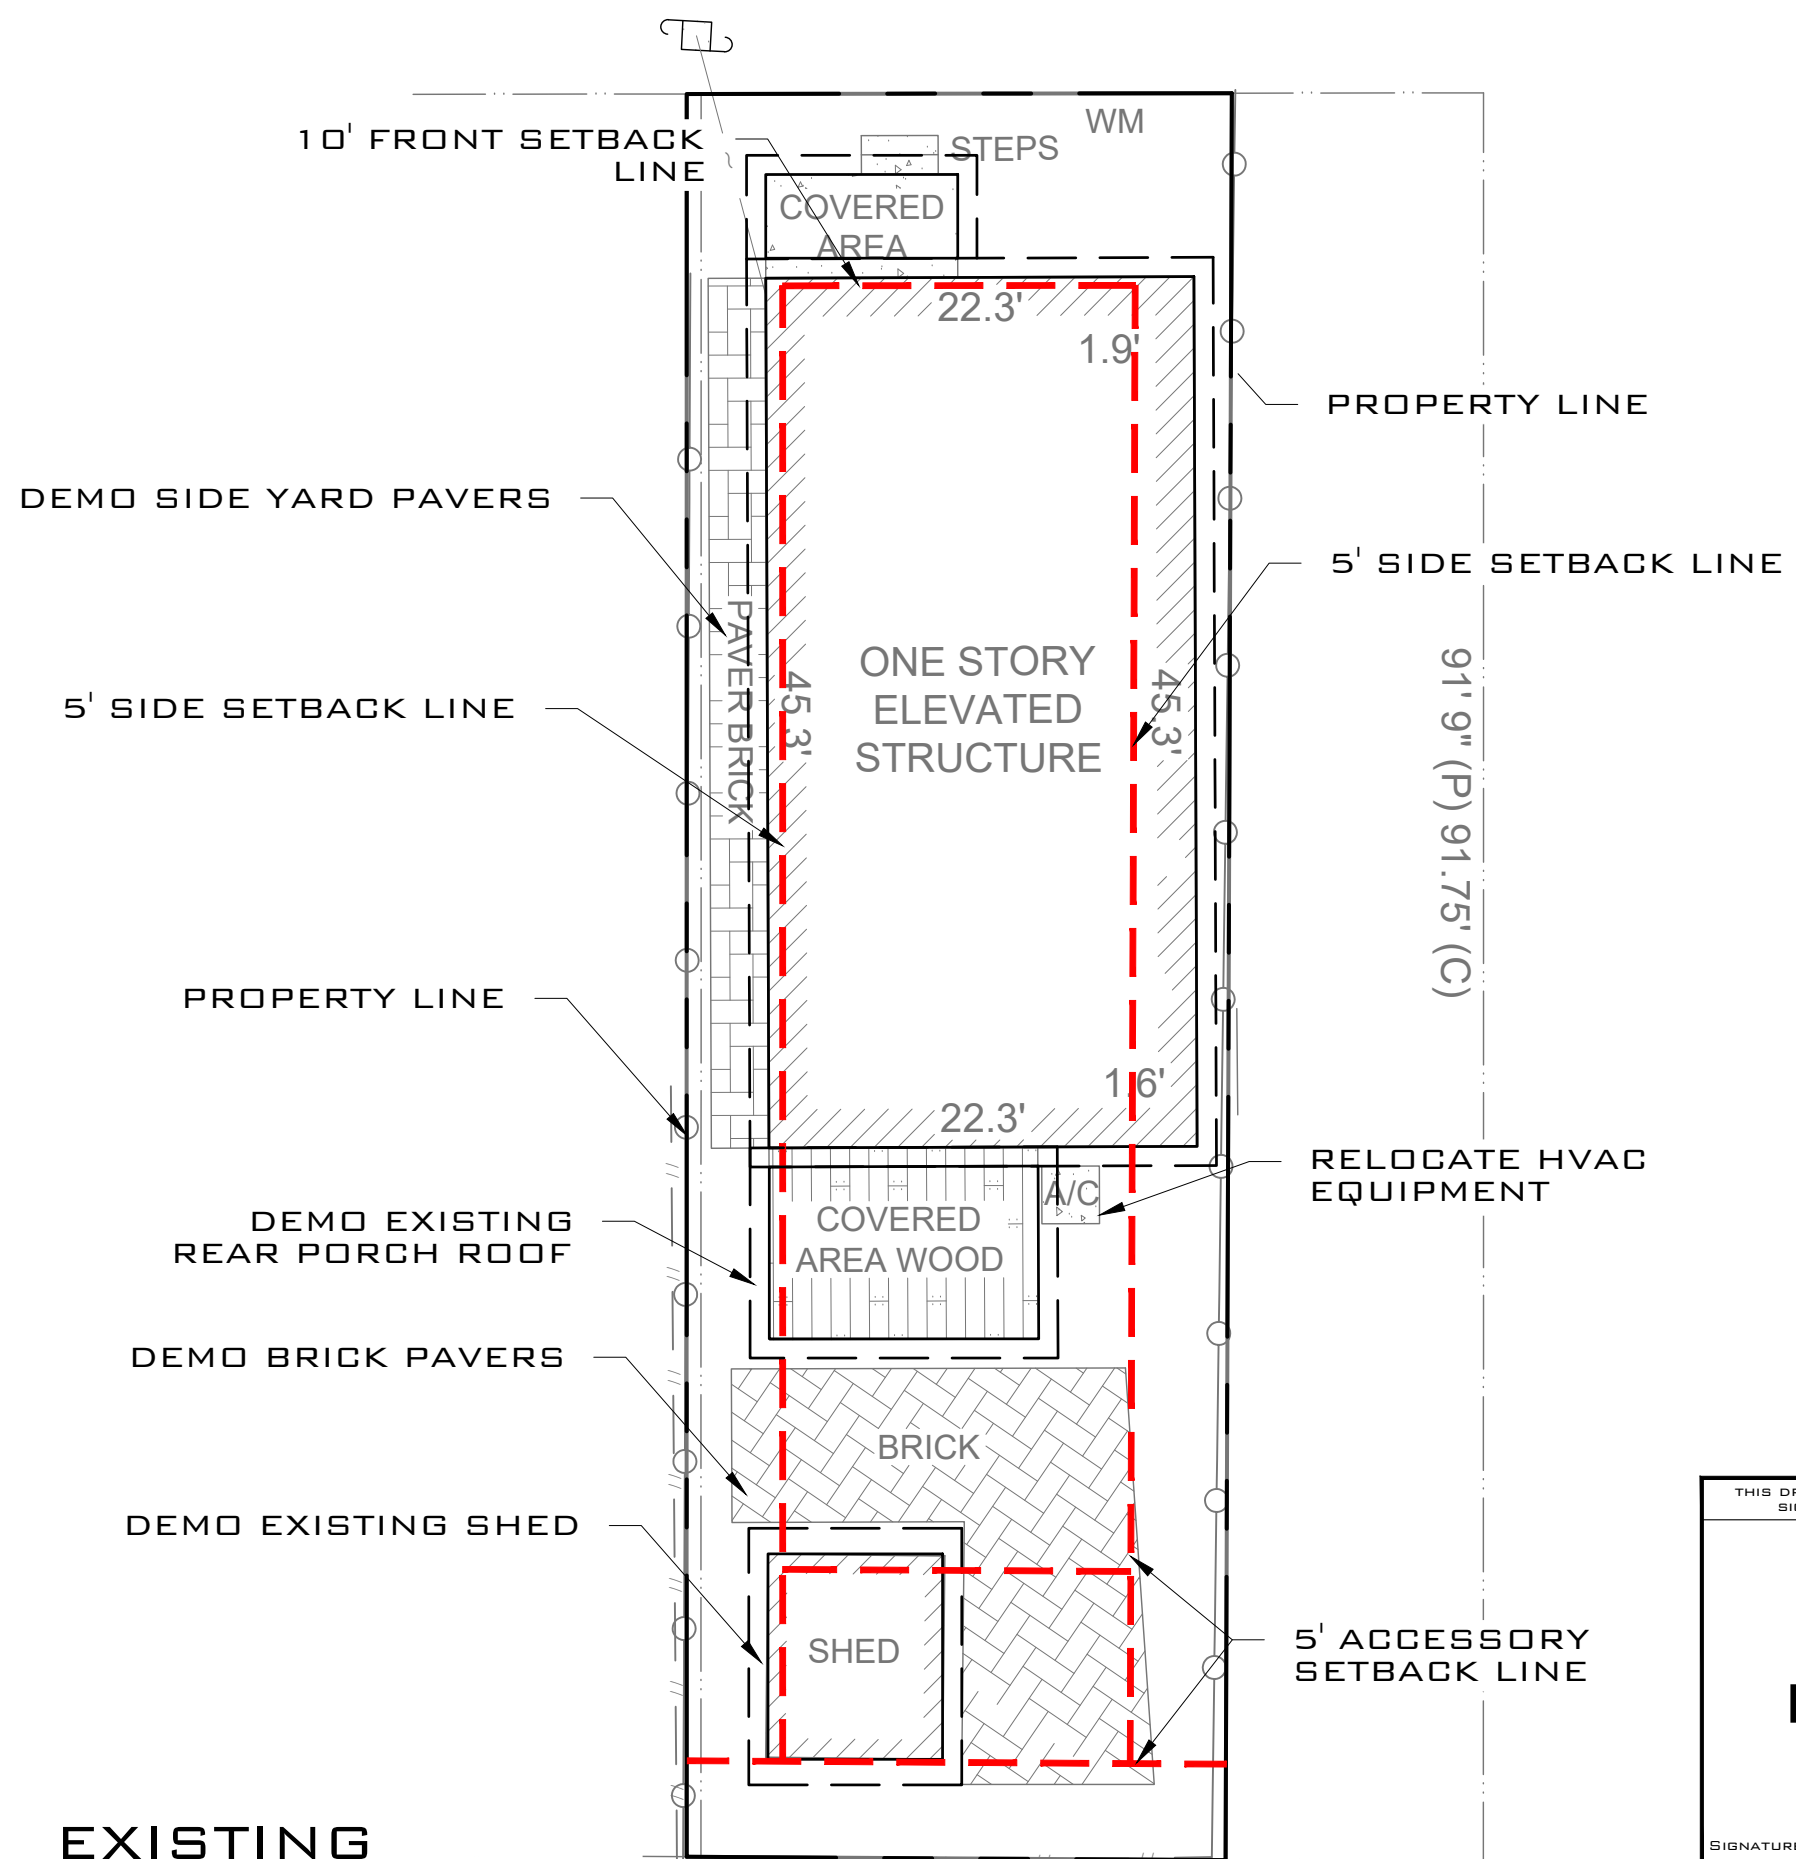 WM
STEPS
10' FRONT SETBACK
LINE
COVERED
AREA
22.3'
1.9'
PROPERTY LINE
DEMO SIDE YARD PAVERS
5' SIDE SETBACK LINE
PAVER BRICK
ONE STORY
ELEVATED
STRUCTURE
45.3'
45.3'
5' SIDE SETBACK LINE
91' 9" (P) 91.75' (C)
PROPERTY LINE
1.6'
22.3'
RELOCATE HVAC
EQUIPMENT
A/C
DEMO EXISTING
REAR PORCH ROOF
COVERED
AREA WOOD
DEMO BRICK PAVERS
BRICK
DEMO EXISTING SHED
SHED
5' ACCESSORY
SETBACK LINE
EXISTING
THIS